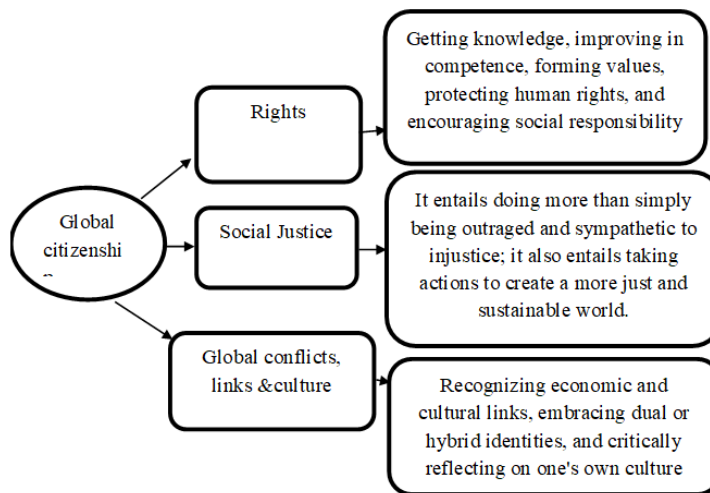 Global
citizenshi
Rights
Getting knowledge, improving in
competence, forming values,
protecting human rights, and
encouraging social responsibility
Social Justice
It entails doing more than simply
being outraged and sympathetic to
injustice; it also entails taking
actions to create a more just and
sustainable world.
Global conflicts,
links &culture
Recognizing economic and
cultural links, embracing dual or
hybrid identities, and critically
reflecting on one's own culture